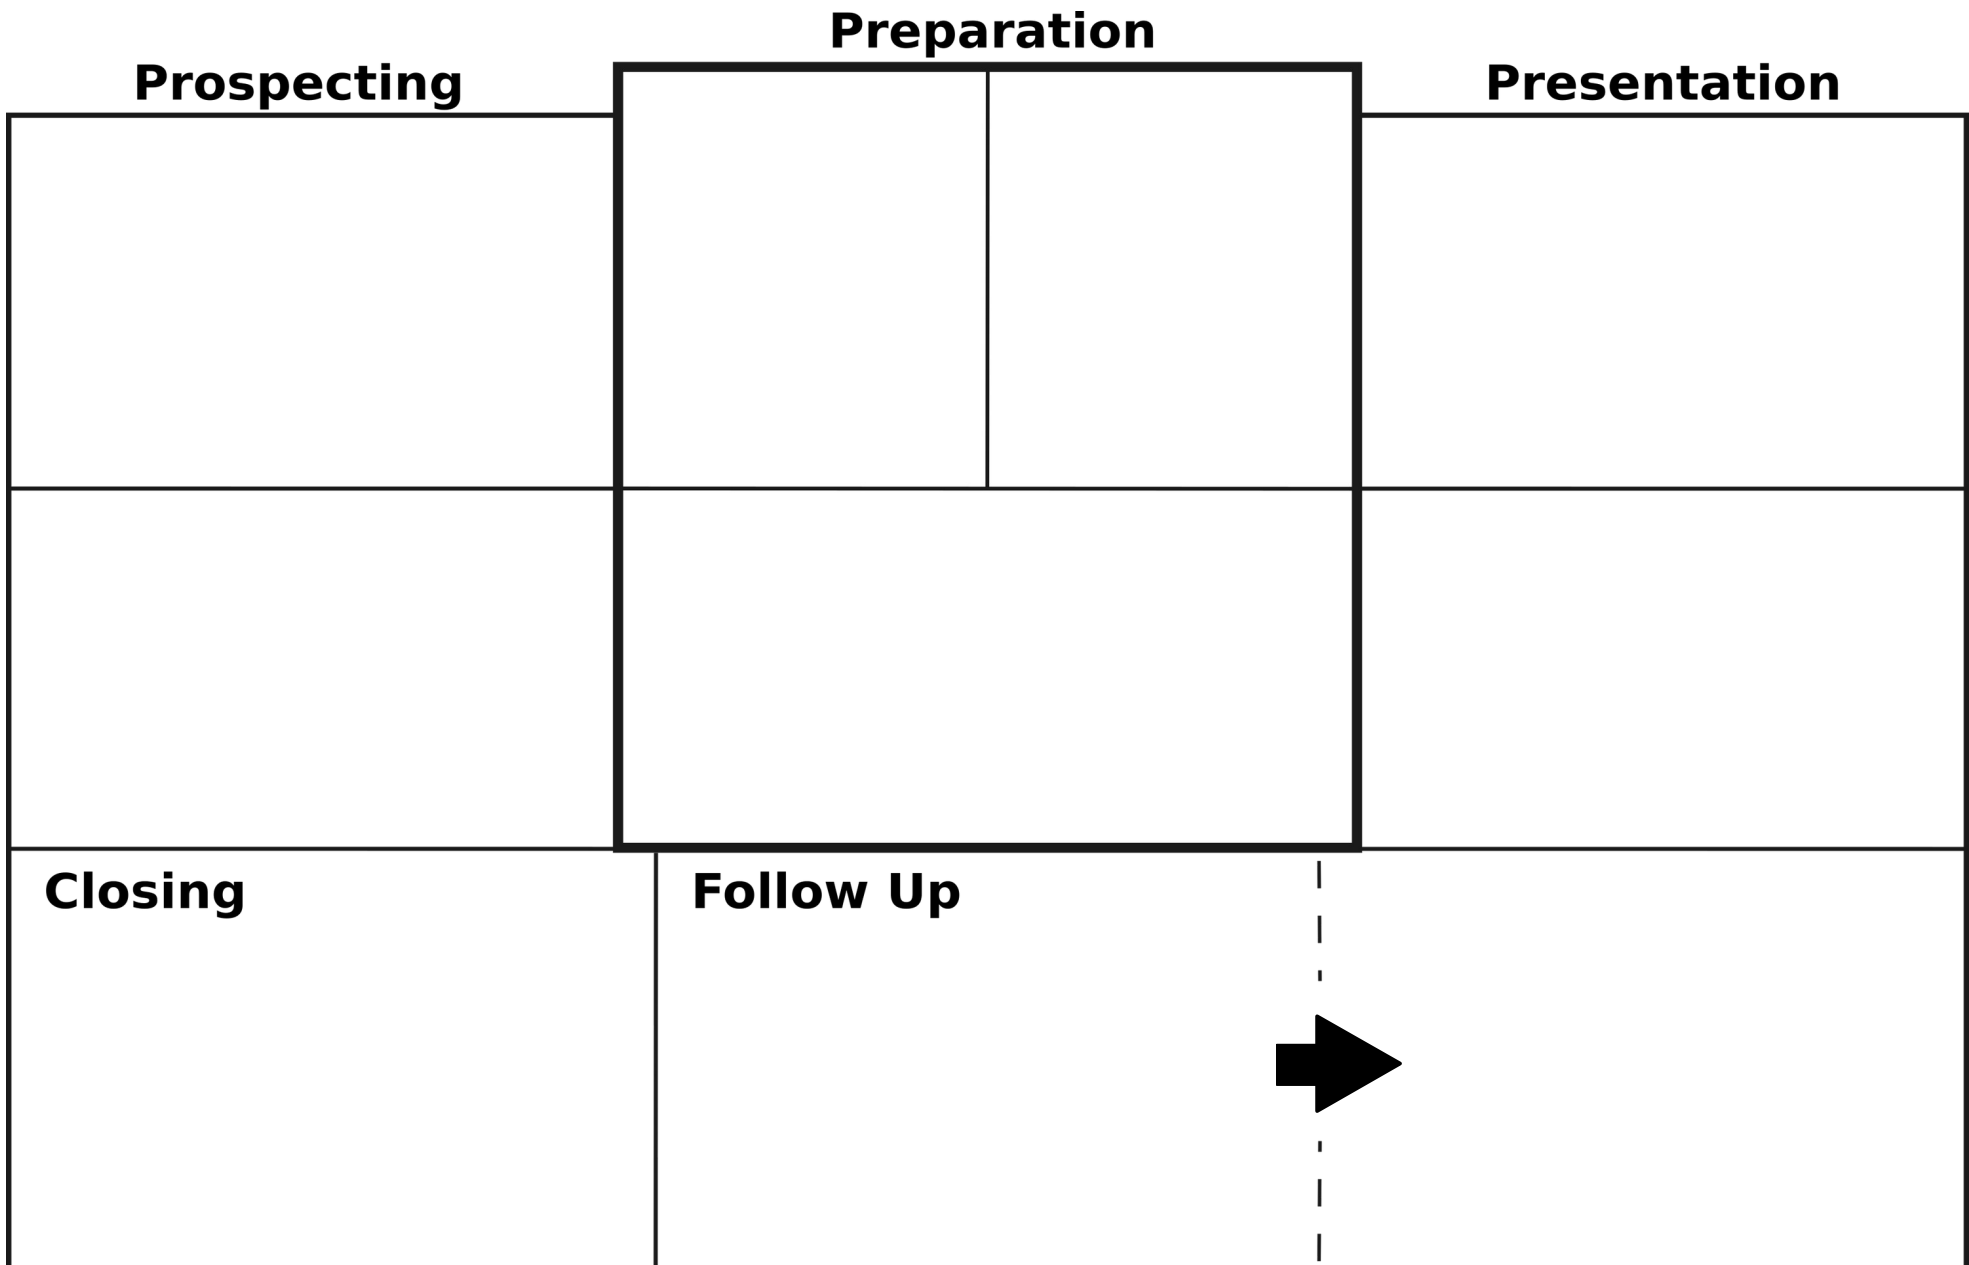 Preparation
Prospecting
Presentation
Closing
Follow Up